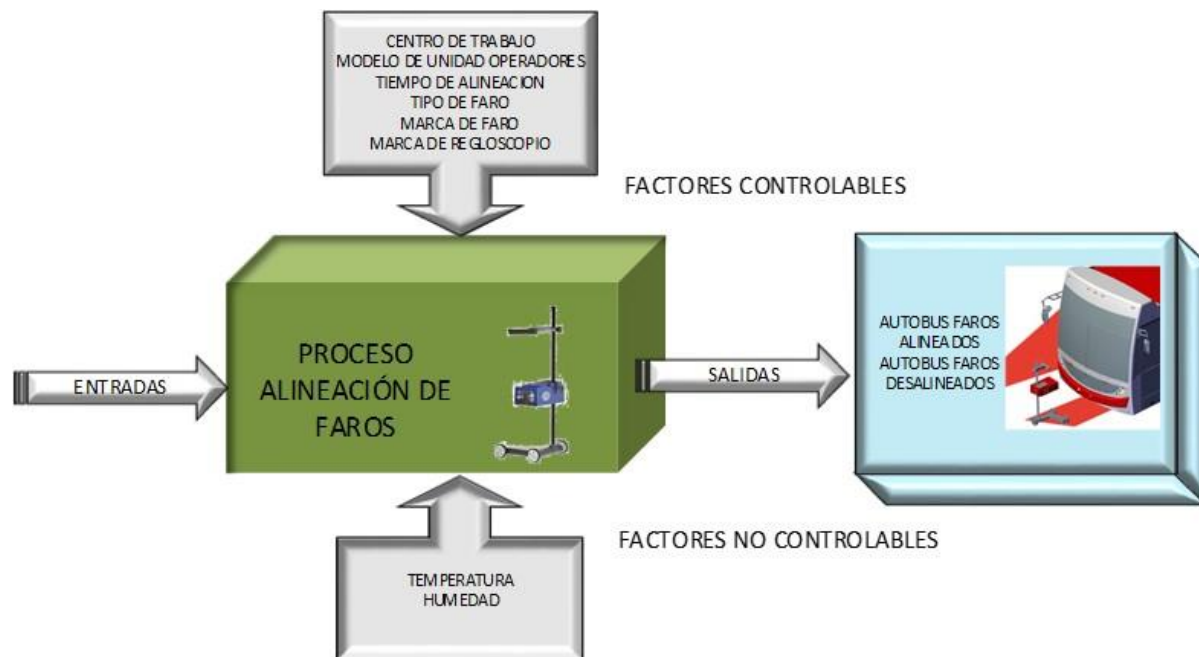 CENTRO DE TRABAJO
MODELO DE UNIDAD OPERADORES
TIEMPO DE ALINEACION
TIPO DE FARO
MARCA DE FARO
MARCA DE REGLOSCOPIO
FACTORES CONTROLABLES
ENTRADAS
PROCESO
ALINEACIÓN DE
FAROS
SALIDAS
AUTOBUS FAROS
ALINEADOS
AUTOBUS FAROS
DESALINEADOS
FACTORES NO CONTROLABLES
TEMPERATURA
HUMEDAD